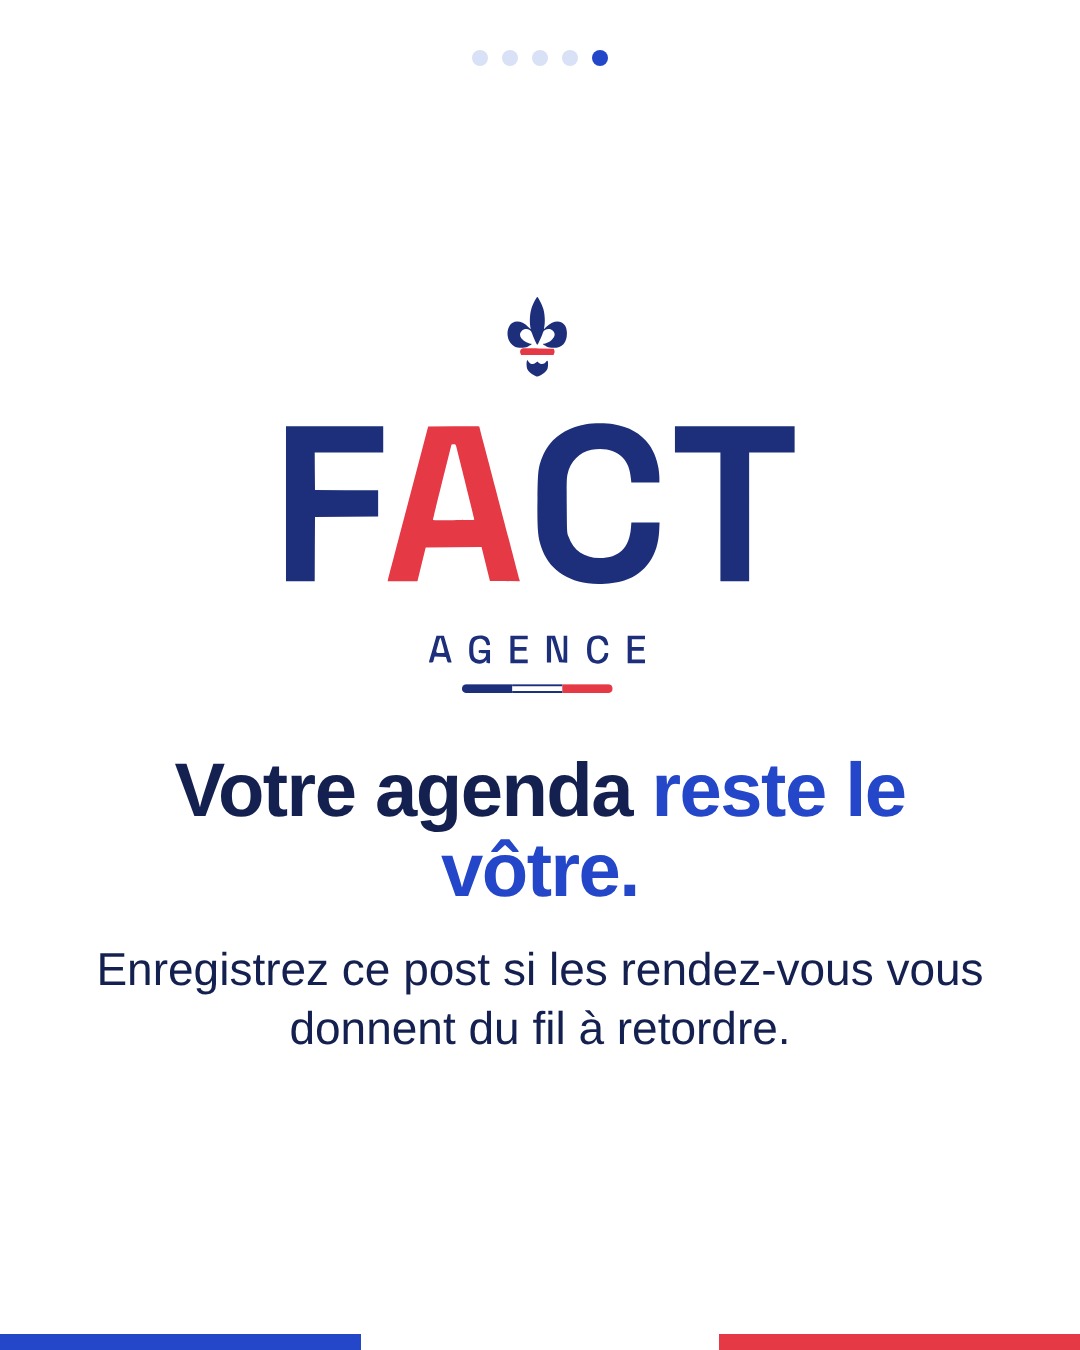 FACT
AGENCE
Votre agenda reste le
vôtre.
Enregistrez ce post si les rendez-vous vous
donnent du fil à retordre.